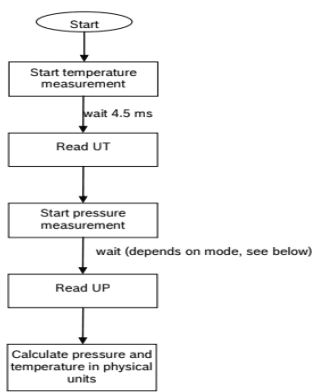 Start
Start temperature
measurement
wait 4.5 ms
Read UT
Start pressure
measurement
wait (depends on mode, see below)
Read UP
Calculate pressure and
temperature in physical
units